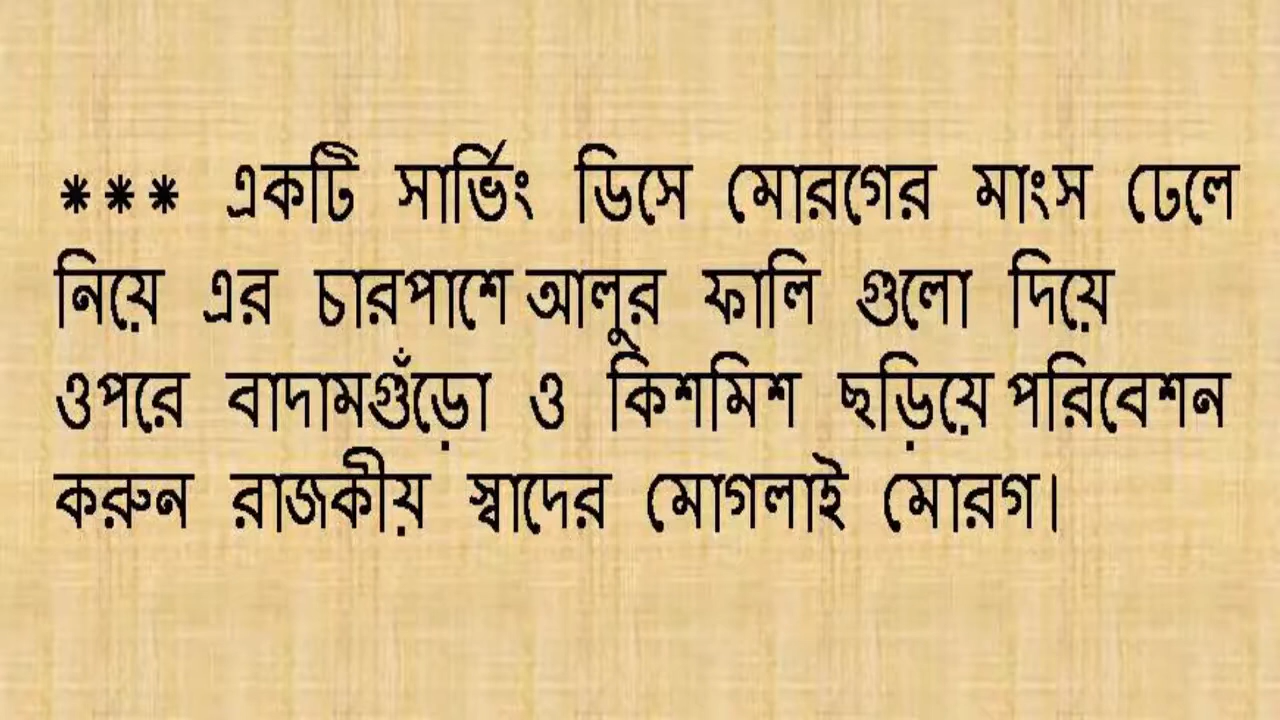 *** একটি সার্ভিং ডিসে মোরগের মাংস ঢেলে
নিয়ে এর চারপাশে আলুর ফালি গুলো দিয়ে
ওপরে বাদামগুঁড়ো ও কিশমিশ ছড়িয়ে পরিবেশন
করুন রাজকীয় স্বাদের মোগলাই মোরগ।